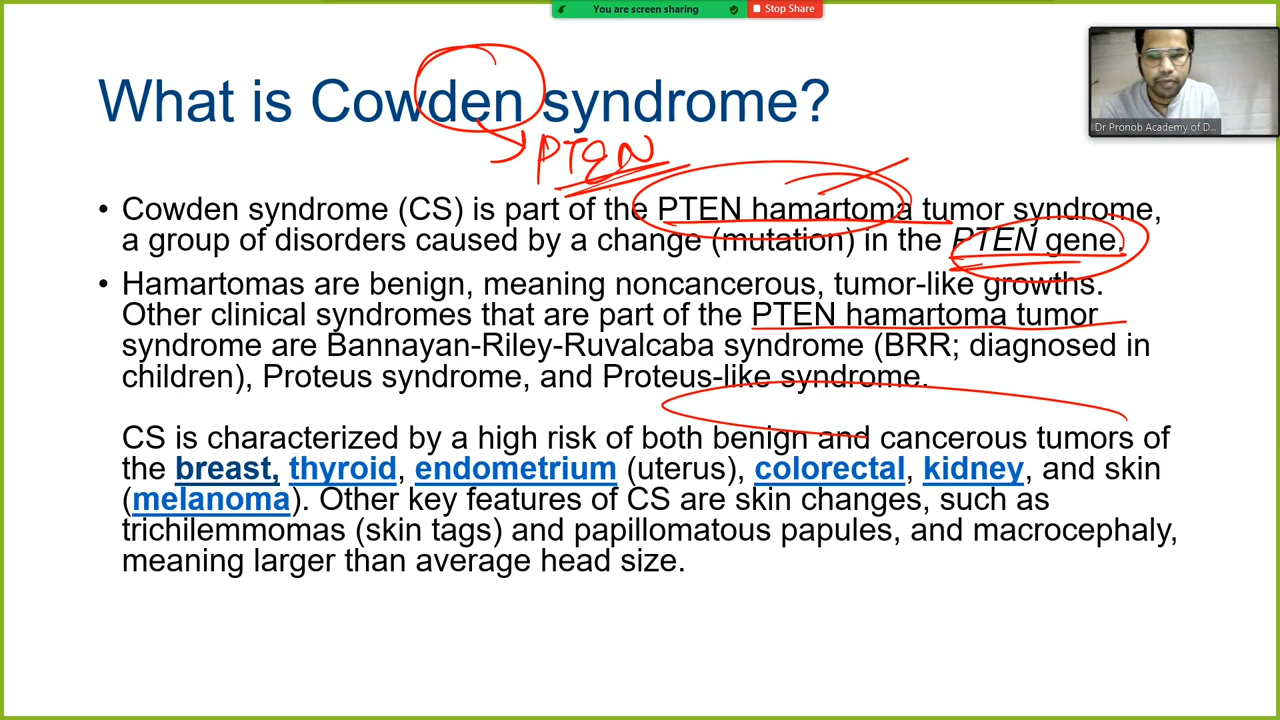 You are screen sharing
Stop Share
Dr Pronob Academy of D...
What is Cowden syndrome?
PTEN
• Cowden syndrome (CS) is part of the PTEN hamartoma tumor syndrome,
a group of disorders caused by a change (mutation) in the PTEN gene.
• Hamartomas are benign, meaning noncancerous, tumor-like growths.
Other clinical syndromes that are part of the PTEN hamartoma tumor
syndrome are Bannayan-Riley-Ruvalcaba syndrome (BRR; diagnosed in
children), Proteus syndrome, and Proteus-like syndrome.
CS is characterized by a high risk of both benign and cancerous tumors of
the breast, thyroid, endometrium (uterus), colorectal, kidney, and skin
(melanoma). Other key features of CS are skin changes, such as
trichilemmomas (skin tags) and papillomatous papules, and macrocephaly,
meaning larger than average head size.